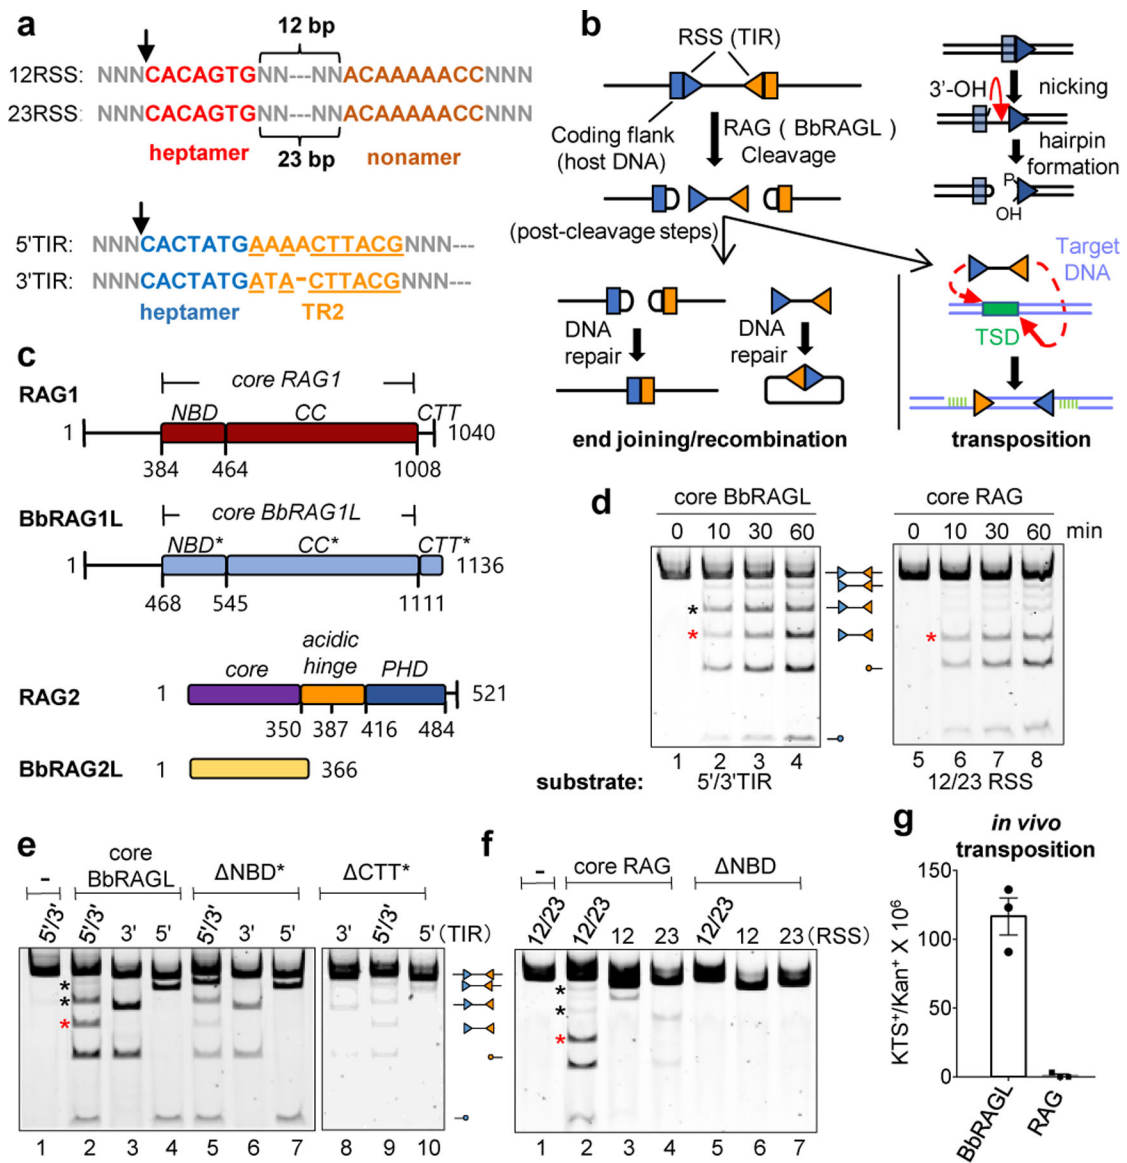 a
12 bp
12RSS: NNNCACAGTGNN---NNACAAAAACCNNN
23RSS: NNNCACAGTGNN---NNACAAAAACCNNN
heptamer 23 bp nonamer
5'TIR: NNNCACTATGAAAACTTACGNNN---
3'TIR: NNNCACTATGATA-CTTACGNNN---
heptamer TR2
b
RSS (TIR)
Coding flank
(host DNA)
RAG ( BbRAGL )
Cleavage
(post-cleavage steps)
DNA
repair
DNA
repair
end joining/recombination
nicking
3'-OH
hairpin
formation
P
OH
Target
DNA
TSD
transposition
c
core RAG1
RAG1
NBD CC CTT
1 1040
384 464 1008
core BbRAG1L
BbRAG1L
NBD* CC* CTT*
1 1136
468 545 1111
core acidic hinge PHD
RAG2 1 521
350 387 416 484
BbRAG2L 1 366
d
core BbRAGL core RAG
0 10 30 60 0 10 30 60 min
*
*
*
1 2 3 4 5 6 7 8
substrate: 5'/3'TIR 12/23 RSS
e
- core BbRAGL ΔNBD* ΔCTT*
5'/3' 5'/3' 3' 5' 5'/3' 3' 5' 3' 5'/3' 5' (TIR)
*
*
*
1 2 3 4 5 6 7 8 9 10
f
- core RAG ΔNBD
12/23 12/23 12 23 12/23 12 23 (RSS)
*
*
*
1 2 3 4 5 6 7
g
in vivo
transposition
KTS+/Kan+ X 10⁶
150
100
50
0
BbRAGL RAG